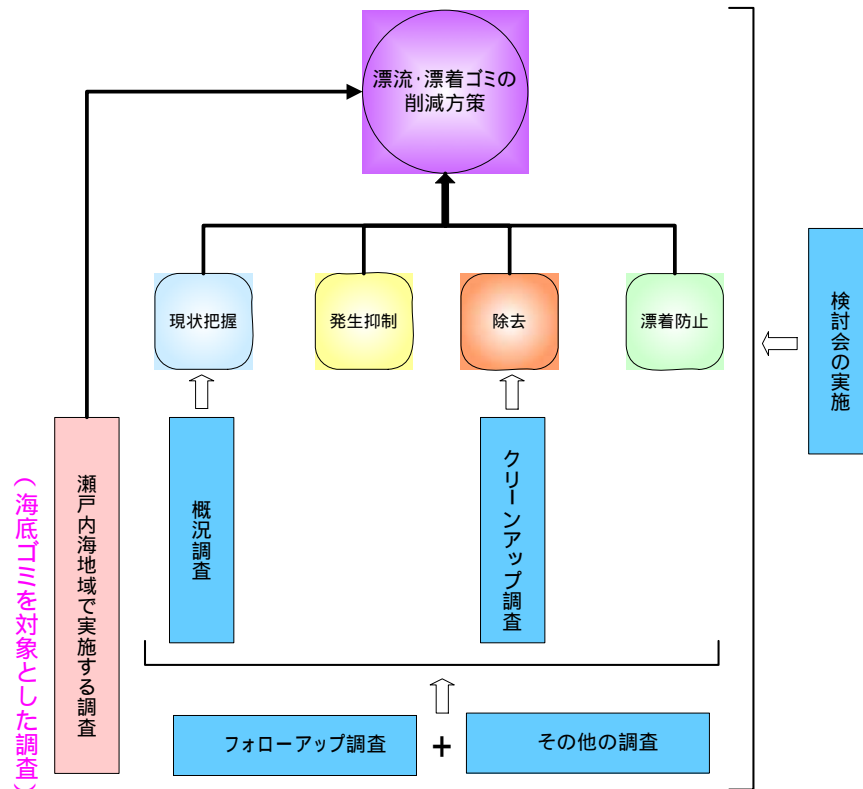 漂流・漂着ゴミの
削減方策
現状把握
発生抑制
除去
漂着防止
検討会の実施
概況調査
クリーンアップ調査
瀬戸内海地域で実施する調査
（海底ゴミを対象とした調査）
フォローアップ調査
+
その他の調査